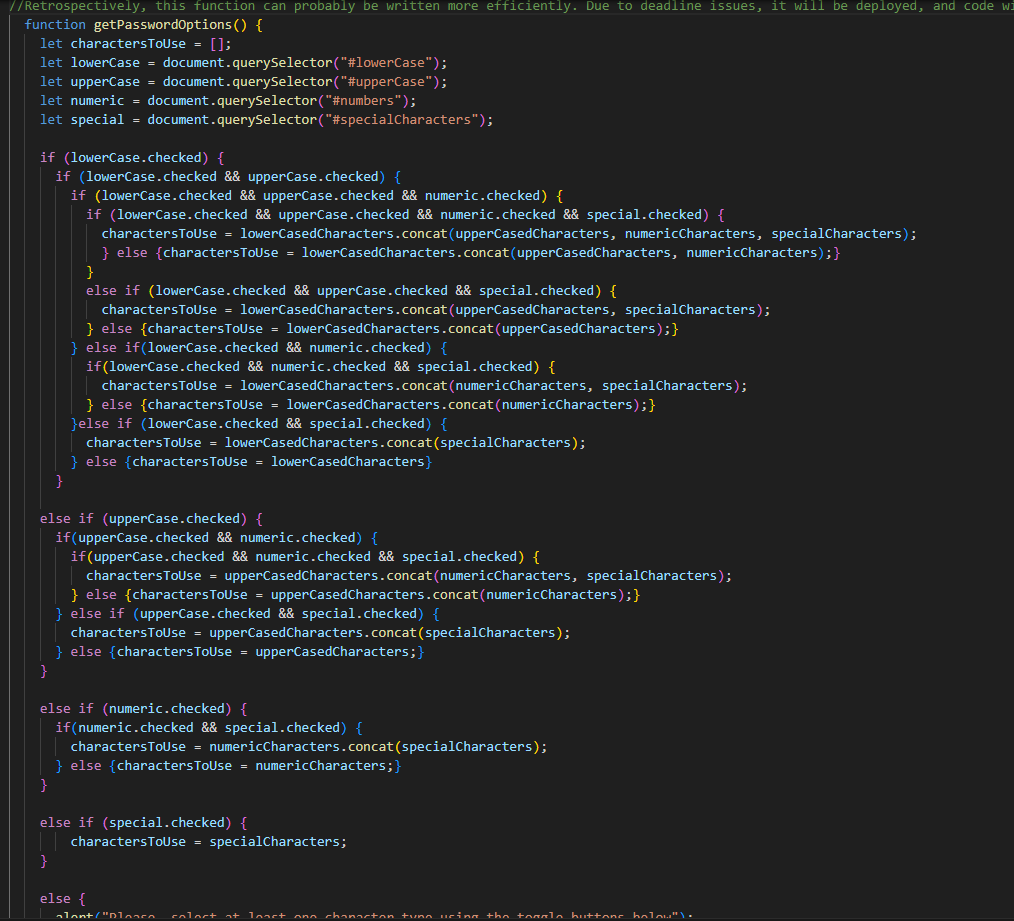 //Retrospectively, this function can probably be written more efficiently. Due to deadline issues, it will be deployed, and code
function getPasswordOptions() {
let charactersToUse = [];
let lowerCase = document.querySelector("#lowerCase");
let upperCase = document.querySelector("#upperCase");
let numeric = document.querySelector("#numbers");
let special = document.querySelector("#specialCharacters");
if (lowerCase.checked) {
if (lowerCase.checked && upperCase.checked) {
if (lowerCase.checked && upperCase.checked && numeric.checked) {
if (lowerCase.checked && upperCase.checked && numeric.checked && special.checked) {
charactersToUse = lowerCasedCharacters.concat(upperCasedCharacters, numericCharacters, specialCharacters);
} else {charactersToUse = lowerCasedCharacters.concat(upperCasedCharacters, numericCharacters);}
}
else if (lowerCase.checked && upperCase.checked && special.checked) {
charactersToUse = lowerCasedCharacters.concat(upperCasedCharacters, specialCharacters);
} else {charactersToUse = lowerCasedCharacters.concat(upperCasedCharacters);}
} else if(lowerCase.checked && numeric.checked) {
if(lowerCase.checked && numeric.checked && special.checked) {
charactersToUse = lowerCasedCharacters.concat(numericCharacters, specialCharacters);
} else {charactersToUse = lowerCasedCharacters.concat(numericCharacters);}
}else if (lowerCase.checked && special.checked) {
charactersToUse = lowerCasedCharacters.concat(specialCharacters);
} else {charactersToUse = lowerCasedCharacters}
}
else if (upperCase.checked) {
if(upperCase.checked && numeric.checked) {
if(upperCase.checked && numeric.checked && special.checked) {
charactersToUse = upperCasedCharacters.concat(numericCharacters, specialCharacters);
} else {charactersToUse = upperCasedCharacters.concat(numericCharacters);}
} else if (upperCase.checked && special.checked) {
charactersToUse = upperCasedCharacters.concat(specialCharacters);
} else {charactersToUse = upperCasedCharacters;}
}
else if (numeric.checked) {
if(numeric.checked && special.checked) {
charactersToUse = numericCharacters.concat(specialCharacters);
} else {charactersToUse = numericCharacters;}
}
else if (special.checked) {
charactersToUse = specialCharacters;
}
else {
alert("Please, select at least one character type using the toggle buttons below");